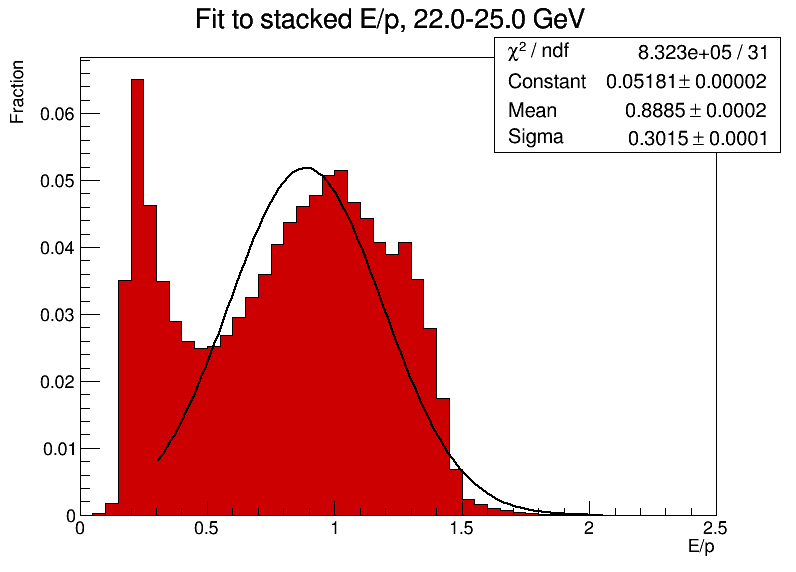 Fit to stacked E/p, 22.0-25.0 GeV
χ² / ndf 8.323e+05 / 31
Constant 0.05181± 0.00002
Mean 0.8885 ± 0.0002
Sigma 0.3015 ± 0.0001
Fraction
0.06
0.05
0.04
0.03
0.02
0.01
0
0 0.5 1 1.5 2 2.5
E/p